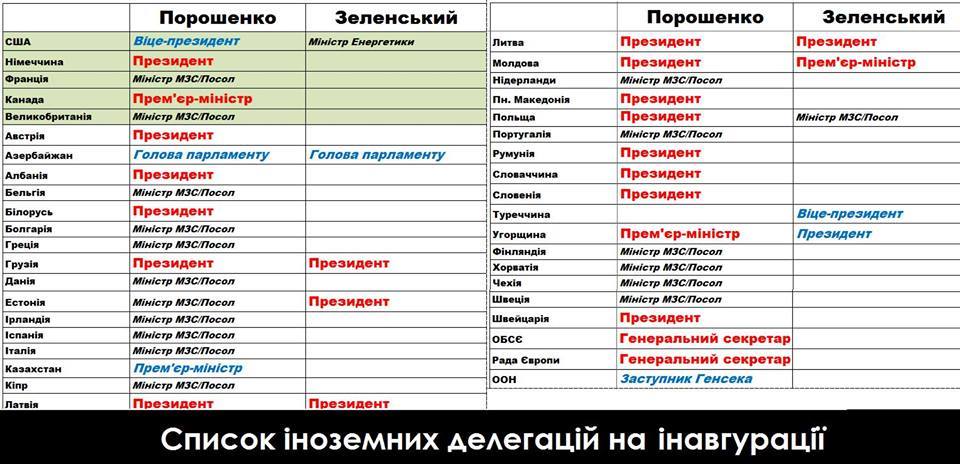 Порошенко Зеленський
США Віце-президент Міністр Енергетики
Німеччина Президент
Франція Міністр МЗС/Посол
Канада Прем'єр-міністр
Великобританія Міністр МЗС/Посол
Австрія Президент
Азербайжан Голова парламенту Голова парламенту
Албанія Президент
Бельгія Міністр МЗС/Посол
Білорусь Президент
Болгарія Міністр МЗС/Посол
Греція Міністр МЗС/Посол
Грузія Президент Президент
Данія Міністр МЗС/Посол
Естонія Міністр МЗС/Посол Президент
Ірландія Міністр МЗС/Посол
Іспанія Міністр МЗС/Посол
Італія Міністр МЗС/Посол
Казахстан Прем'єр-міністр
Кіпр Міністр МЗС/Посол
Латвія Президент Президент
Порошенко Зеленський
Литва Президент Президент
Молдова Президент Прем'єр-міністр
Нідерланди Міністр МЗС/Посол
Пн. Македонія Президент
Польща Президент Міністр МЗС/Посол
Португалія Міністр МЗС/Посол
Румунія Президент
Словаччина Президент
Словенія Президент
Туреччина Віце-президент
Угорщина Прем'єр-міністр Президент
Фінляндія Міністр МЗС/Посол
Хорватія Міністр МЗС/Посол
Чехія Міністр МЗС/Посол
Швеція Міністр МЗС/Посол
Швейцарія Президент
ОБСЄ Генеральний секретар
Рада Європи Генеральний секретар
ООН Заступник Генсека
Список іноземних делегацій на інавгурації